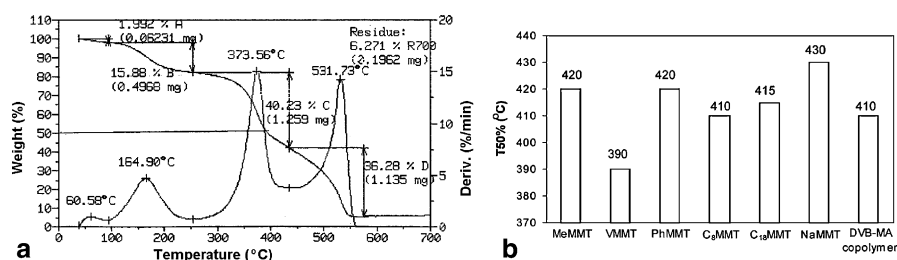 110
100
90
80
70
60
50
40
30
20
10
0
Weight (%)
1.992 % A
(0.06231 mg)
15.88 % B
(0.4968 mg)
373.56°C
Residue:
6.271 % R700
(0.1962 mg)
531.73°C
40.23 % C
(1.259 mg)
164.90°C
60.58°C
36.28 % D
(1.135 mg)
20
15
10
5
0
Deriv. (%/min)
0 100 200 300 400 500 600 700
Temperature (°C)
a
440
430
420
410
400
390
380
370
T50% (°C)
420
390
420
410
415
430
410
MeMMT VMMT PhMMT C8MMT C18MMT NaMMT DVB-MA
copolymer
b